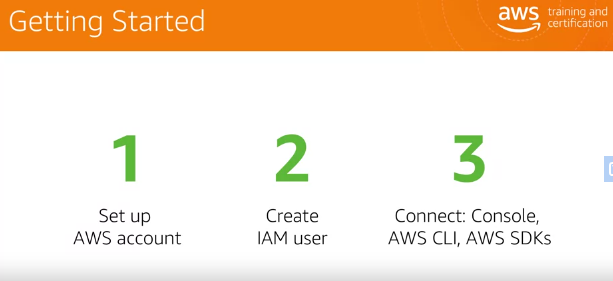 Getting Started
aws training and
certification
1
Set up
AWS account
2
Create
IAM user
3
Connect: Console,
AWS CLI, AWS SDKs